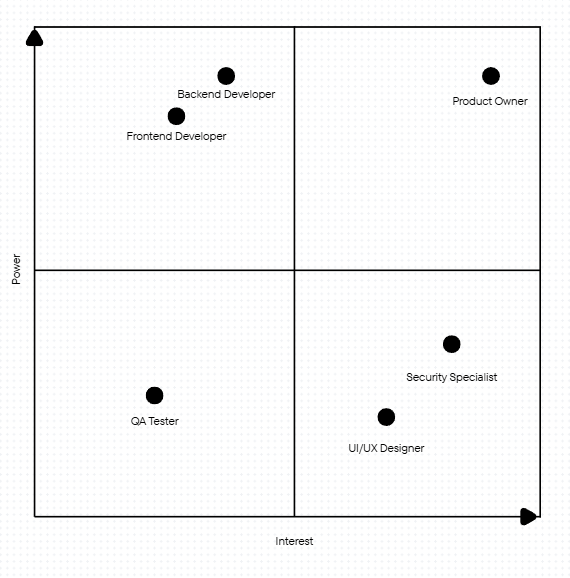 Backend Developer
Product Owner
Frontend Developer
Power
Security Specialist
QA Tester
UI/UX Designer
Interest